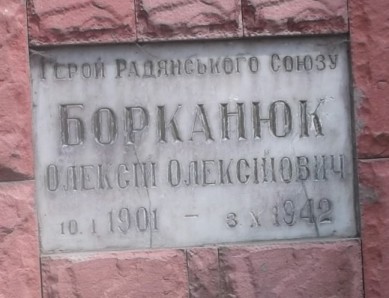 Герой Радянського Союзу
БОРКАНЮК
ОЛЕКСІЙ ОЛЕКСІЙОВИЧ
10.I 1901 – 3 X 1942